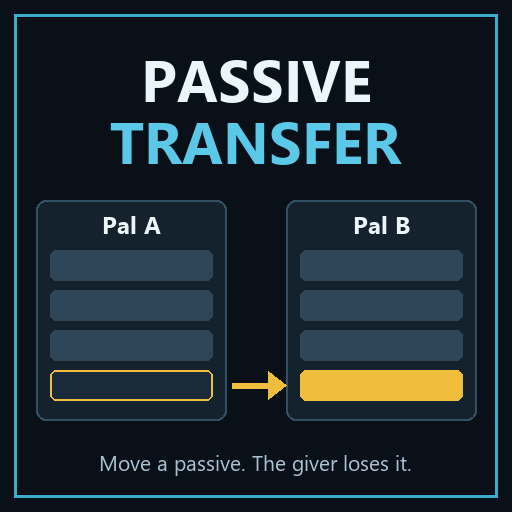 PASSIVE
TRANSFER
Pal A
Pal B
Move a passive. The giver loses it.